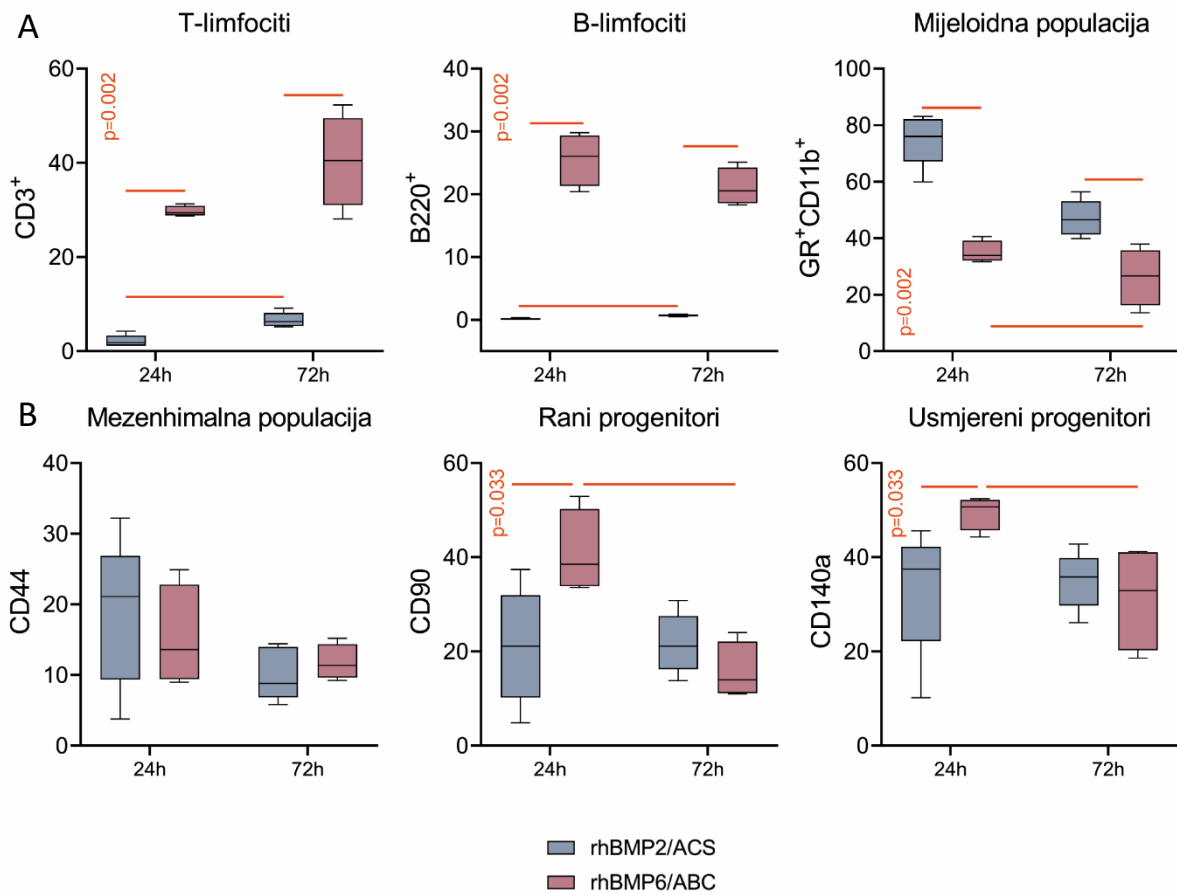 A
T-limfociti
CD3+
60
40
20
0
p=0.002
24h
72h
B-limfociti
B220+
40
30
20
10
0
p=0.002
24h
72h
Mijeloidna populacija
GR+CD11b+
100
80
60
40
20
0
p=0.002
24h
72h
B
Mezenhimalna populacija
CD44
40
30
20
10
0
24h
72h
Rani progenitori
CD90
60
40
20
0
p=0.033
24h
72h
Usmjereni progenitori
CD140a
60
40
20
0
p=0.033
24h
72h
rhBMP2/ACS
rhBMP6/ABC